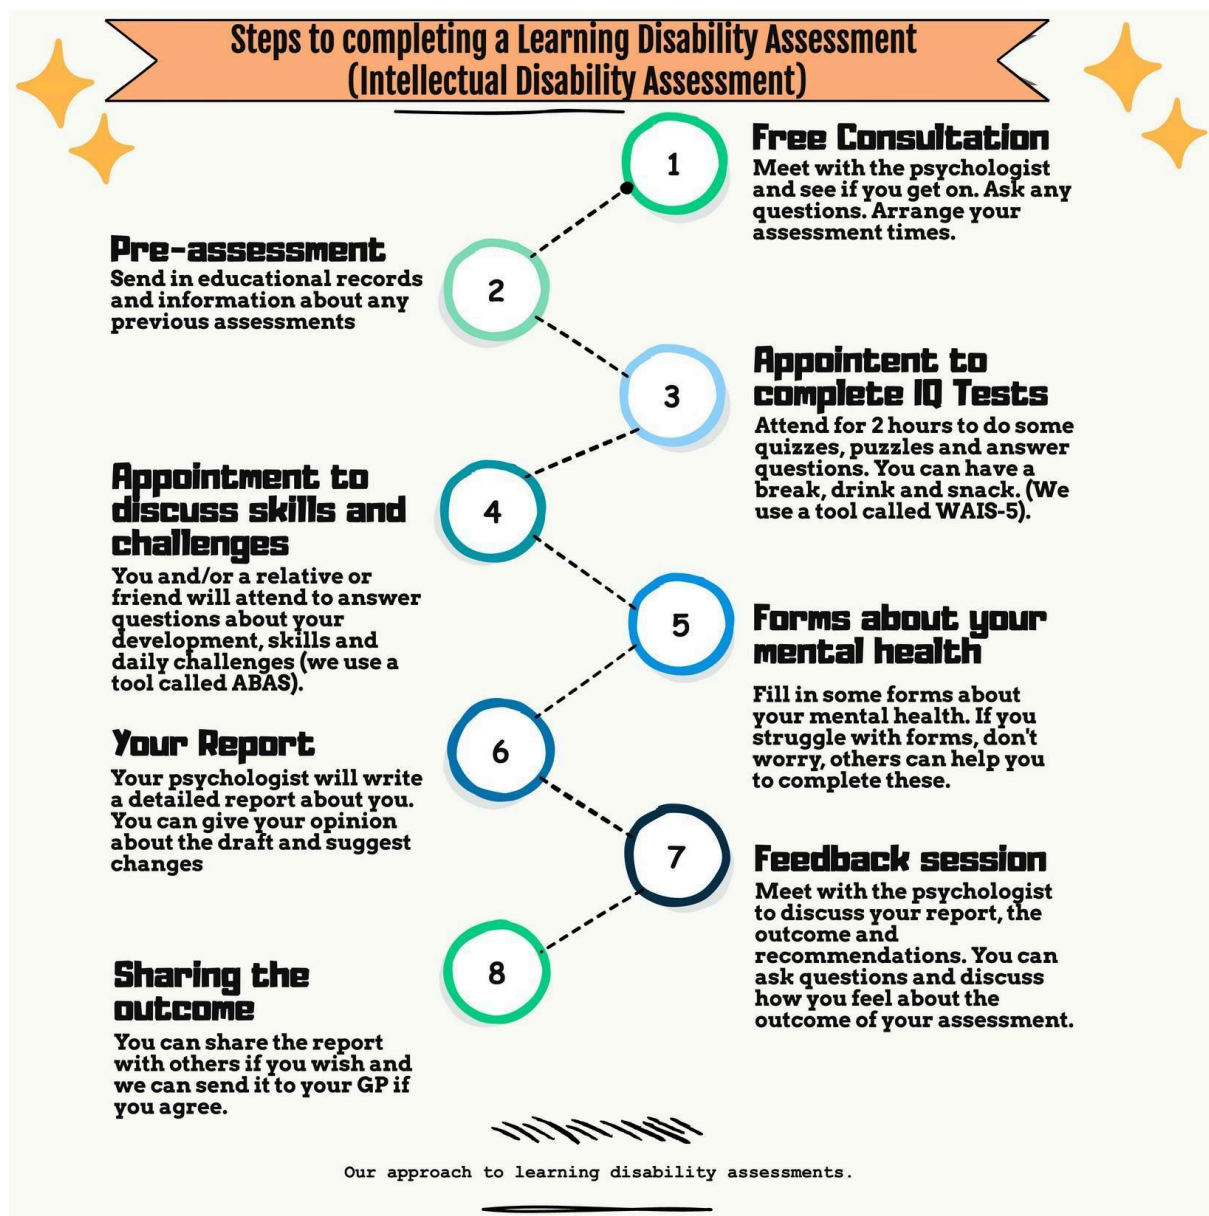 Steps to completing a Learning Disability Assessment
(Intellectual Disability Assessment)
1
Free Consultation
Meet with the psychologist
and see if you get on. Ask any
questions. Arrange your
assessment times.
2
Pre-assessment
Send in educational records
and information about any
previous assessments
3
Appointent to
complete IQ Tests
Attend for 2 hours to do some
quizzes, puzzles and answer
questions. You can have a
break, drink and snack. (We
use a tool called WAIS-5).
4
Appointment to
discuss skills and
challenges
You and/or a relative or
friend will attend to answer
questions about your
development, skills and
daily challenges (we use a
tool called ABAS).
5
Forms about your
mental health
Fill in some forms about
your mental health. If you
struggle with forms, don't
worry, others can help you
to complete these.
6
Your Report
Your psychologist will write
a detailed report about you.
You can give your opinion
about the draft and suggest
changes
7
Feedback session
Meet with the psychologist
to discuss your report, the
outcome and
recommendations. You can
ask questions and discuss
how you feel about the
outcome of your assessment.
8
Sharing the
outcome
You can share the report
with others if you wish and
we can send it to your GP if
you agree.
Our approach to learning disability assessments.